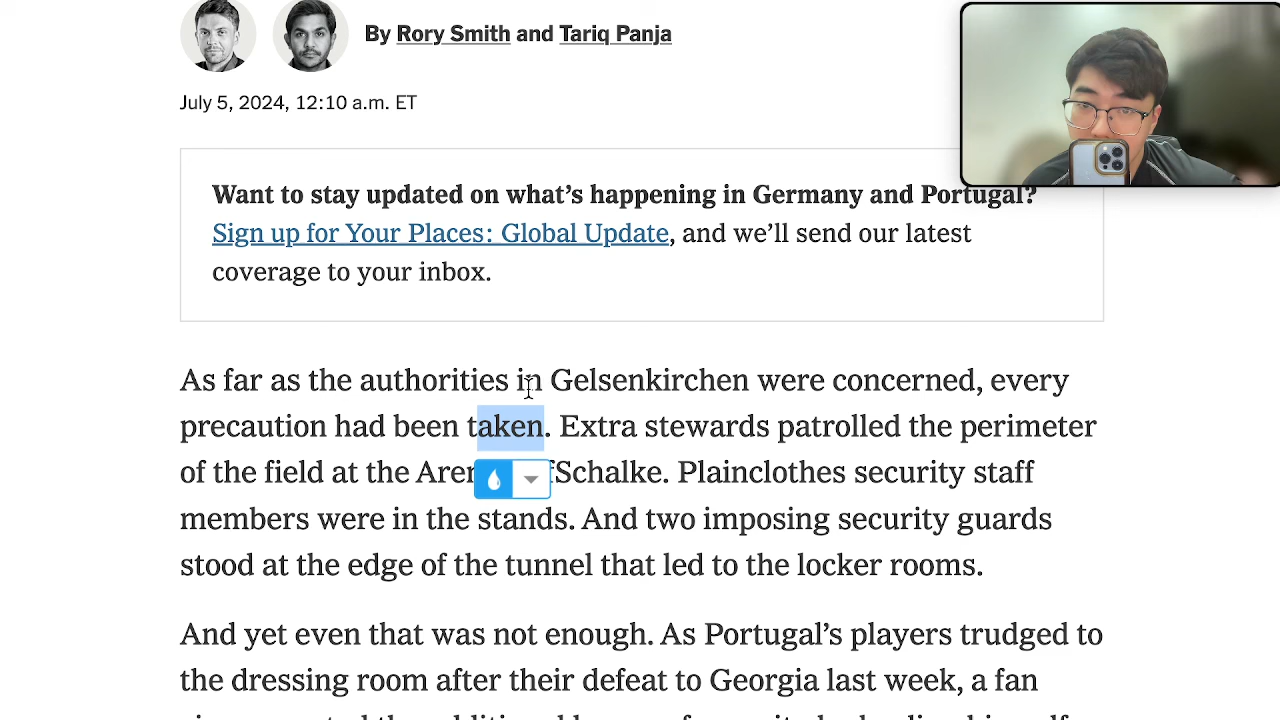 By Rory Smith and Tariq Panja
July 5, 2024, 12:10 a.m. ET
Want to stay updated on what's happening in Germany and Portugal?
Sign up for Your Places: Global Update, and we'll send our latest
coverage to your inbox.
As far as the authorities in Gelsenkirchen were concerned, every
precaution had been taken. Extra stewards patrolled the perimeter
of the field at the Schalke. Plainclothes security staff
members were in the stands. And two imposing security guards
stood at the edge of the tunnel that led to the locker rooms.
And yet even that was not enough. As Portugal's players trudged to
the dressing room after their defeat to Georgia last week, a fan